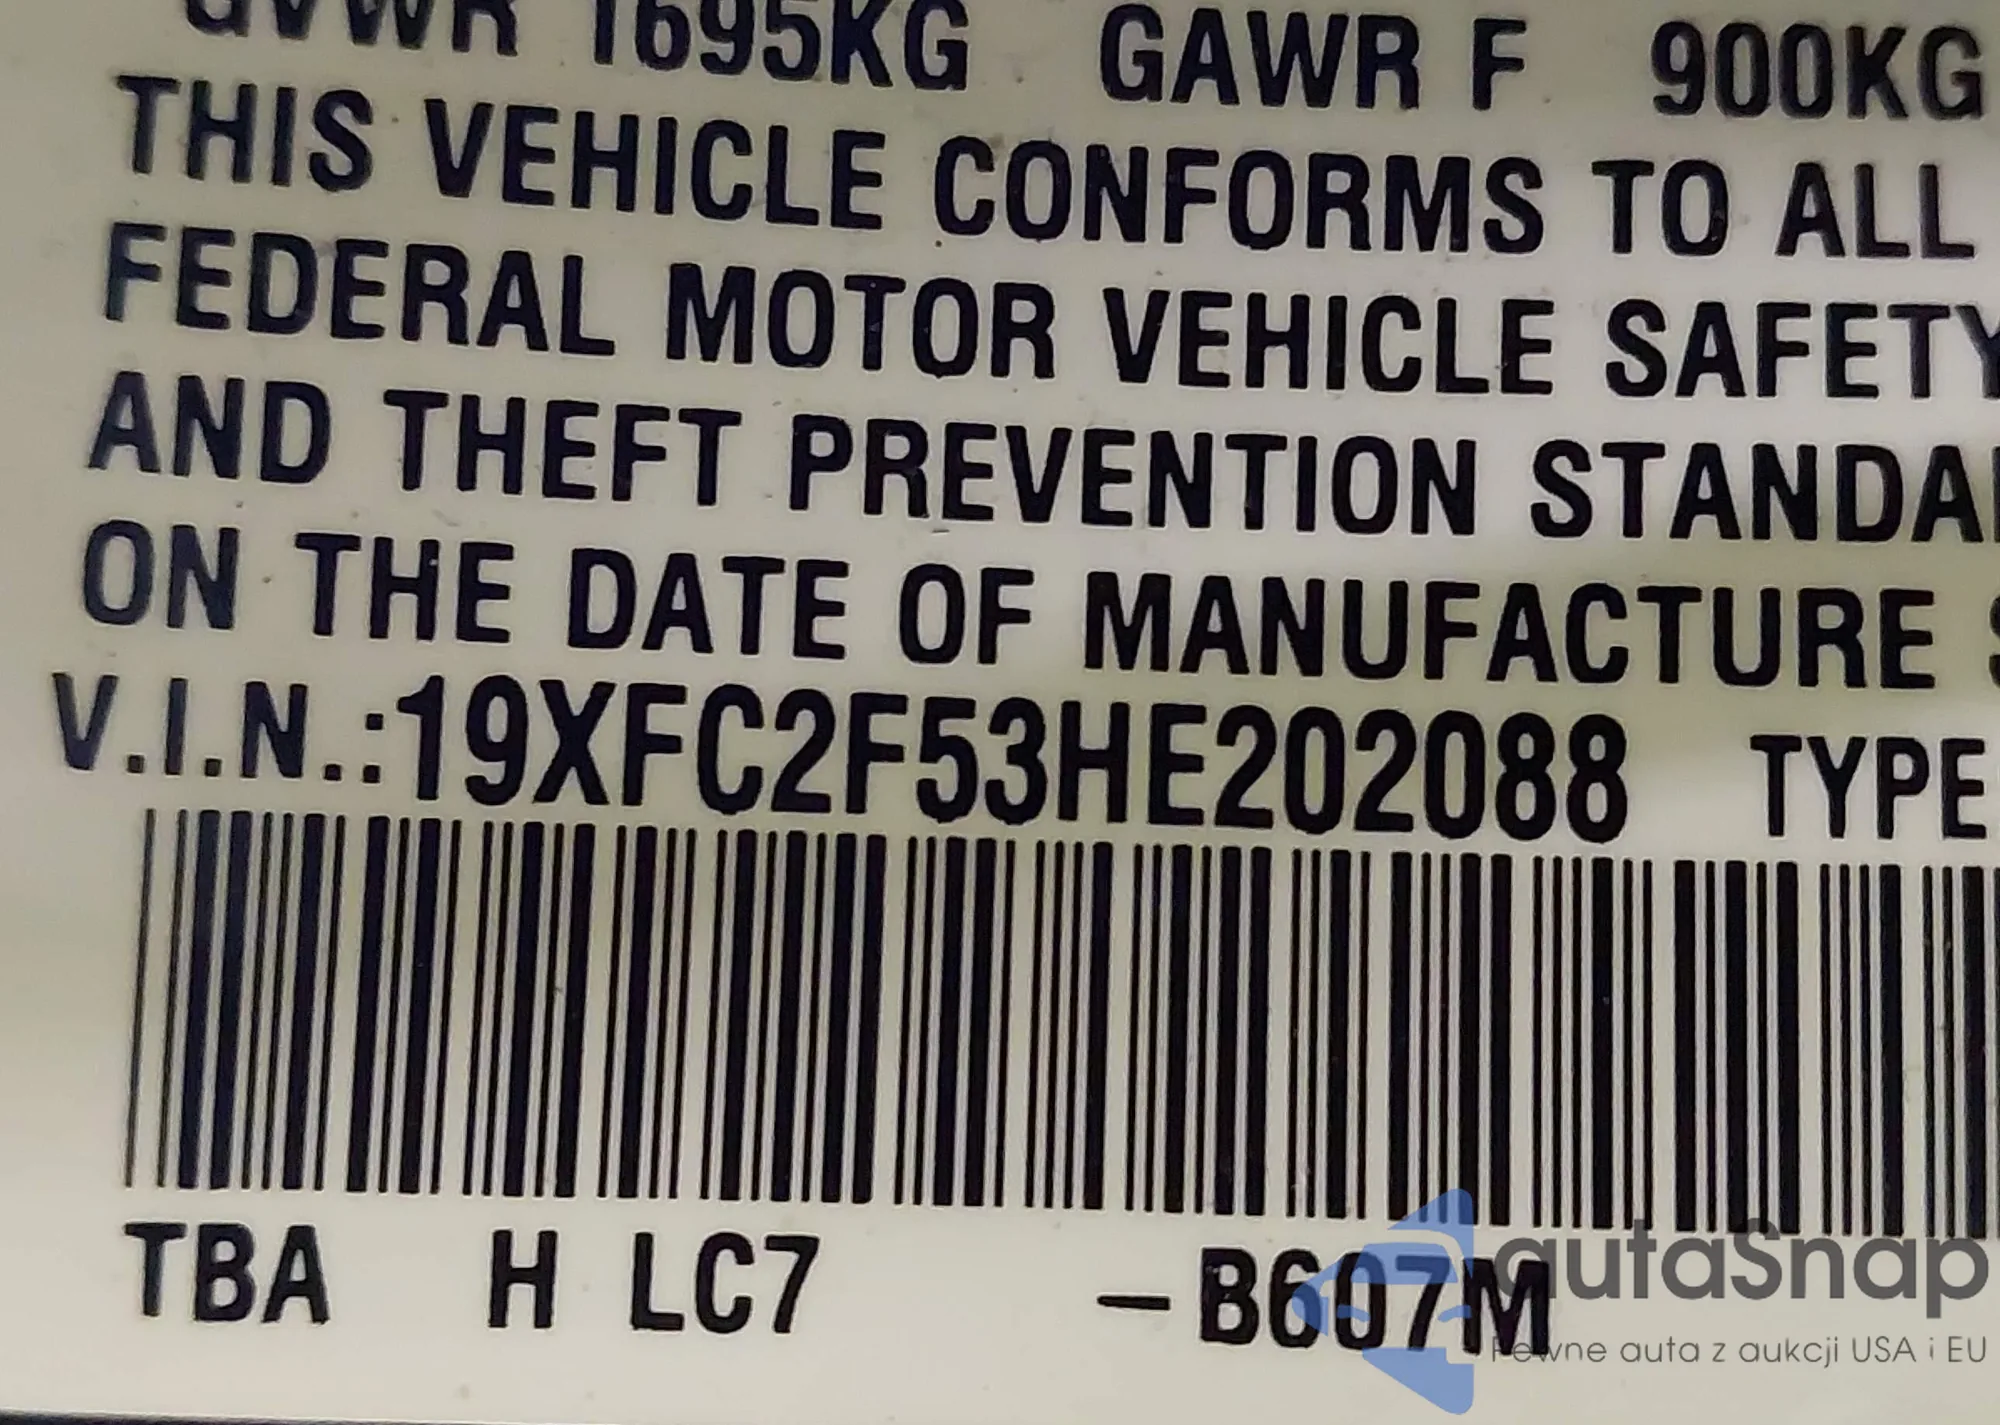 GVWR 1695KG GAWR F 900KG
THIS VEHICLE CONFORMS TO ALL
FEDERAL MOTOR VEHICLE SAFETY
AND THEFT PREVENTION STANDA
ON THE DATE OF MANUFACTURE
V.I.N.:19XFC2F53HE202088 TYPE
TBA H LC7 –B607M
autaSnap
Pewne auta z aukcji USA i EU